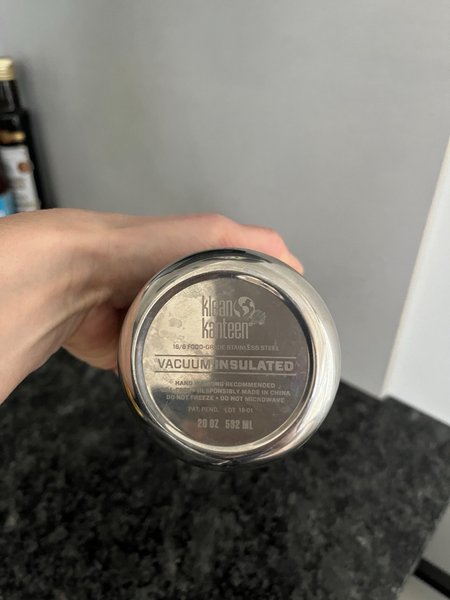 klean
kanteen
18/8 FOOD-GRADE STAINLESS STEEL
VACUUM INSULATED
HAND WASHING RECOMMENDED
RESPONSIBLY MADE IN CHINA
DO NOT FREEZE • DO NOT MICROWAVE
PAT. PEND. LOT
20 OZ 592 ML